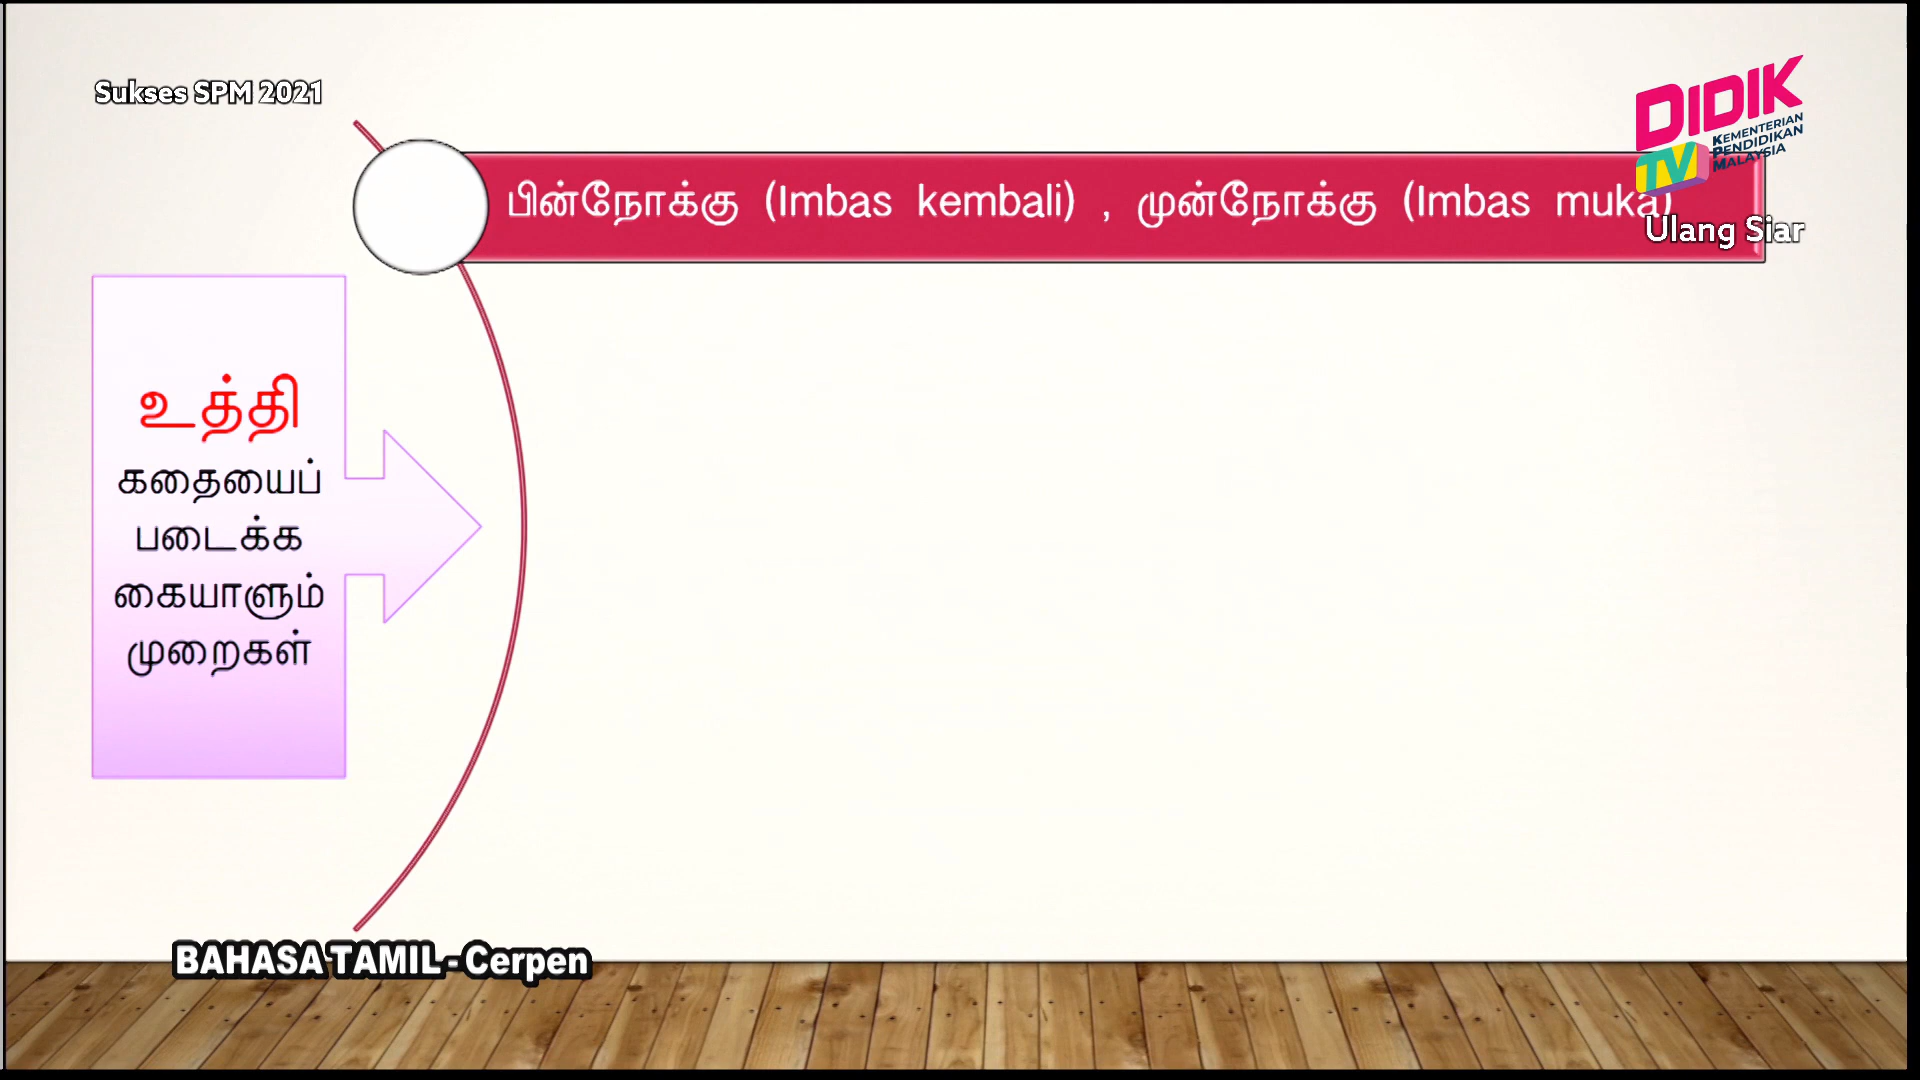 Sukses SPM 2021
DIDIK
TV
KEMENTERIAN
PENDIDIKAN
MALAYSIA
பின்நோக்கு (Imbas kembali) , முன்நோக்கு (Imbas muka)
Ulang Siar
உத்தி
கதையைப்
படைக்க
கையாளும்
முறைகள்
BAHASA TAMIL - Cerpen